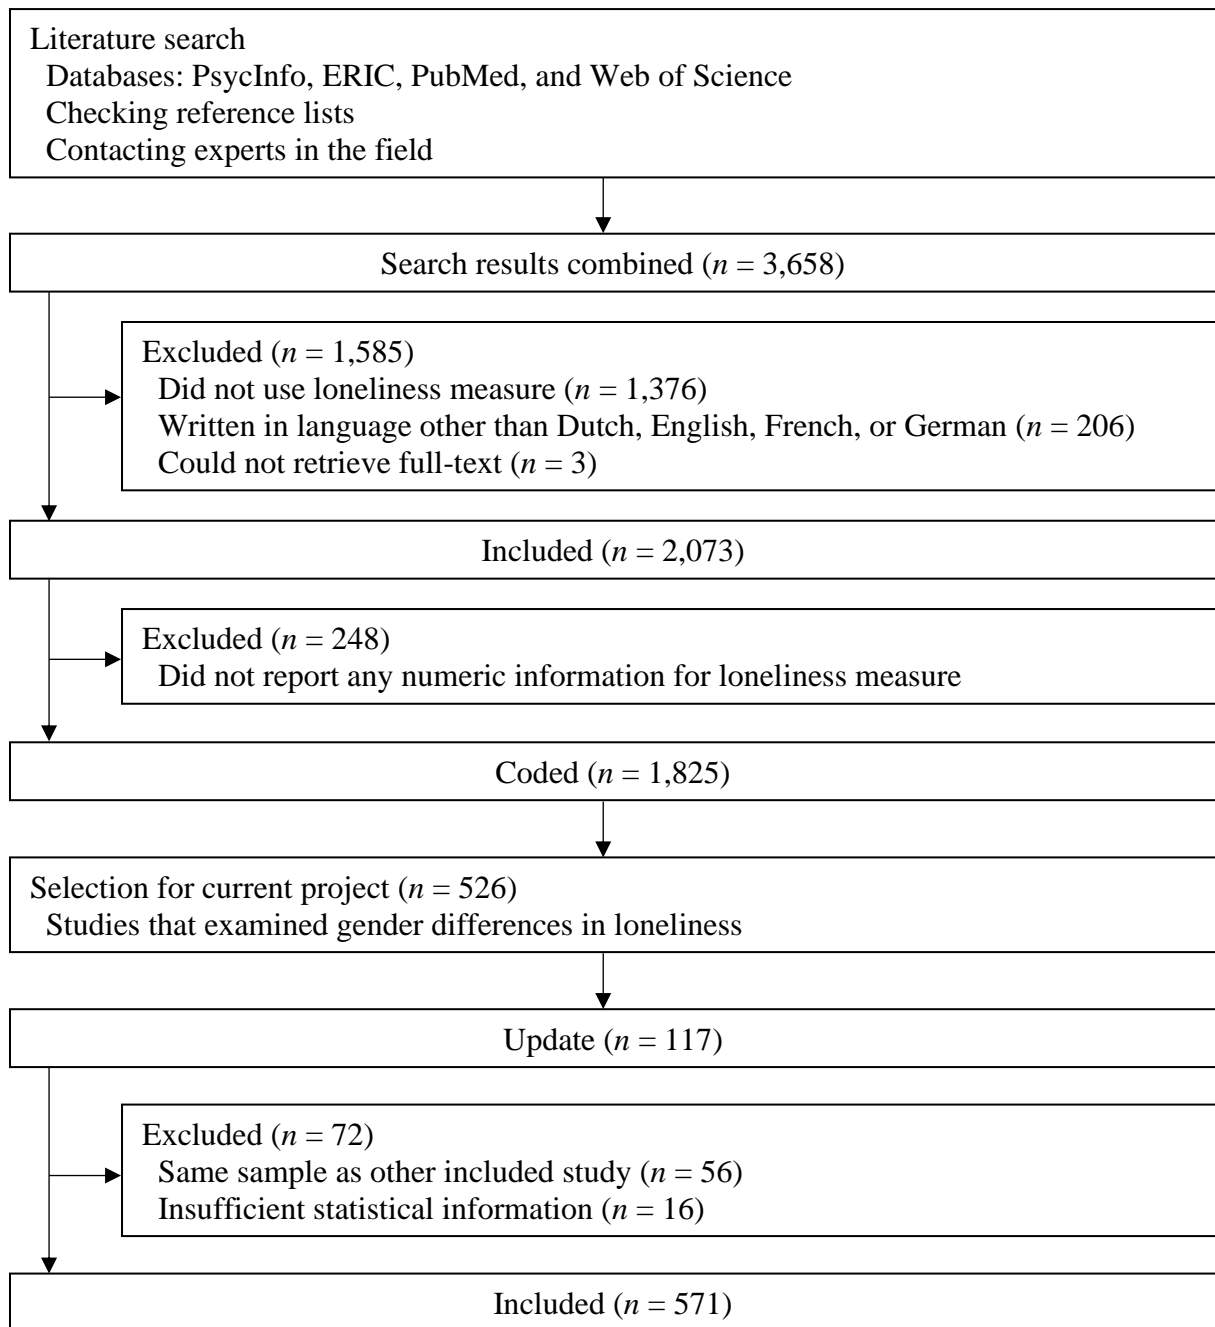 Literature search
Databases: PsycInfo, ERIC, PubMed, and Web of Science
Checking reference lists
Contacting experts in the field
Search results combined (n = 3,658)
Excluded (n = 1,585)
Did not use loneliness measure (n = 1,376)
Written in language other than Dutch, English, French, or German (n = 206)
Could not retrieve full-text (n = 3)
Included (n = 2,073)
Excluded (n = 248)
Did not report any numeric information for loneliness measure
Coded (n = 1,825)
Selection for current project (n = 526)
Studies that examined gender differences in loneliness
Update (n = 117)
Excluded (n = 72)
Same sample as other included study (n = 56)
Insufficient statistical information (n = 16)
Included (n = 571)